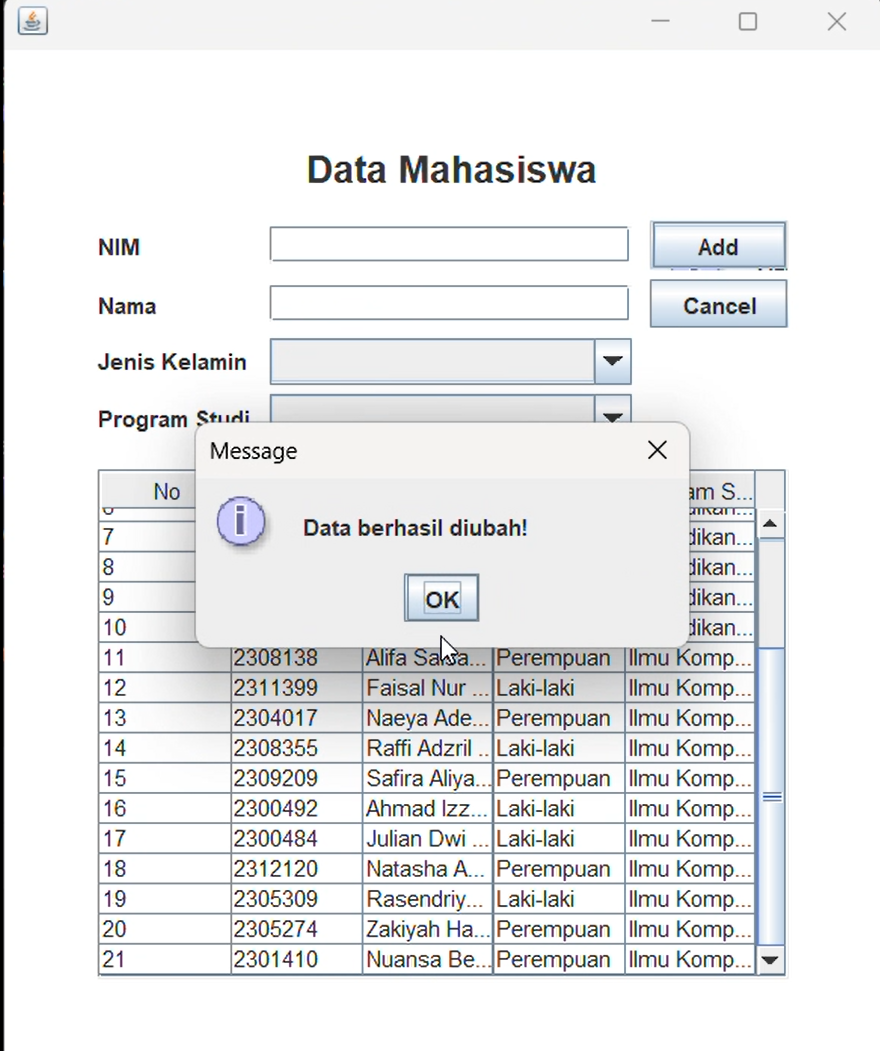 Data Mahasiswa
NIM
Add
Nama
Cancel
Jenis Kelamin
Program Studi
Message
Data berhasil diubah!
OK
No am S...
7 dikan...
8 dikan...
9 dikan...
10 dikan...
11 2308138 Alifa Salsa... Perempuan Ilmu Komp...
12 2311399 Faisal Nur ... Laki-laki Ilmu Komp...
13 2304017 Naeya Ade... Perempuan Ilmu Komp...
14 2308355 Raffi Adzril ... Laki-laki Ilmu Komp...
15 2309209 Safira Aliya... Perempuan Ilmu Komp...
16 2300492 Ahmad Izz... Laki-laki Ilmu Komp...
17 2300484 Julian Dwi ... Laki-laki Ilmu Komp...
18 2312120 Natasha A... Perempuan Ilmu Komp...
19 2305309 Rasendriy... Laki-laki Ilmu Komp...
20 2305274 Zakiyah Ha... Perempuan Ilmu Komp...
21 2301410 Nuansa Be... Perempuan Ilmu Komp...